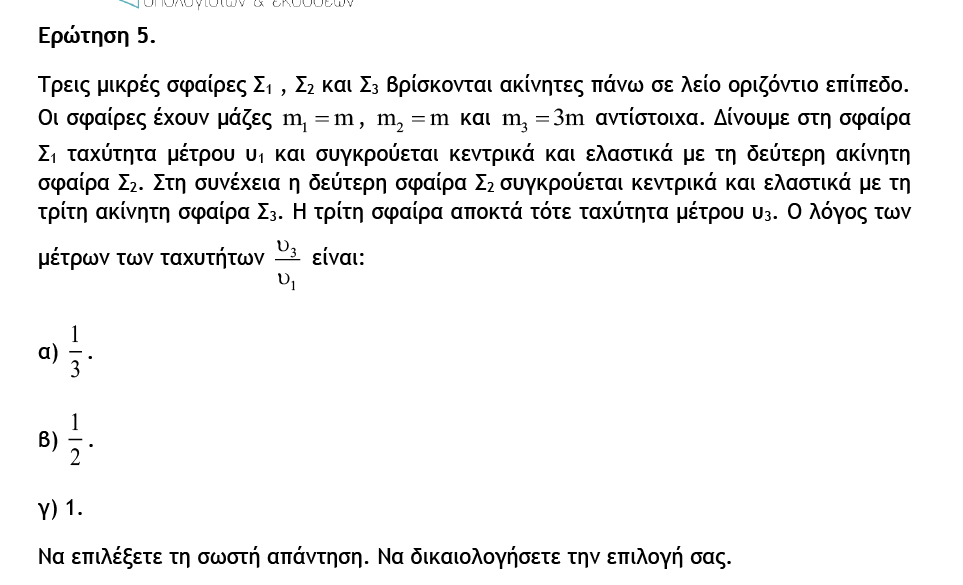 Ερώτηση 5.
Τρεις μικρές σφαίρες Σ₁ , Σ₂ και Σ₃ βρίσκονται ακίνητες πάνω σε λείο οριζόντιο επίπεδο.
Οι σφαίρες έχουν μάζες m₁ = m , m₂ = m και m₃ = 3m αντίστοιχα. Δίνουμε στη σφαίρα
Σ₁ ταχύτητα μέτρου υ₁ και συγκρούεται κεντρικά και ελαστικά με τη δεύτερη ακίνητη
σφαίρα Σ₂. Στη συνέχεια η δεύτερη σφαίρα Σ₂ συγκρούεται κεντρικά και ελαστικά με τη
τρίτη ακίνητη σφαίρα Σ₃. Η τρίτη σφαίρα αποκτά τότε ταχύτητα μέτρου υ₃. Ο λόγος των
μέτρων των ταχυτήτων υ₃/υ₁ είναι:
α) 1/3 .
β) 1/2 .
γ) 1.
Να επιλέξετε τη σωστή απάντηση. Να δικαιολογήσετε την επιλογή σας.